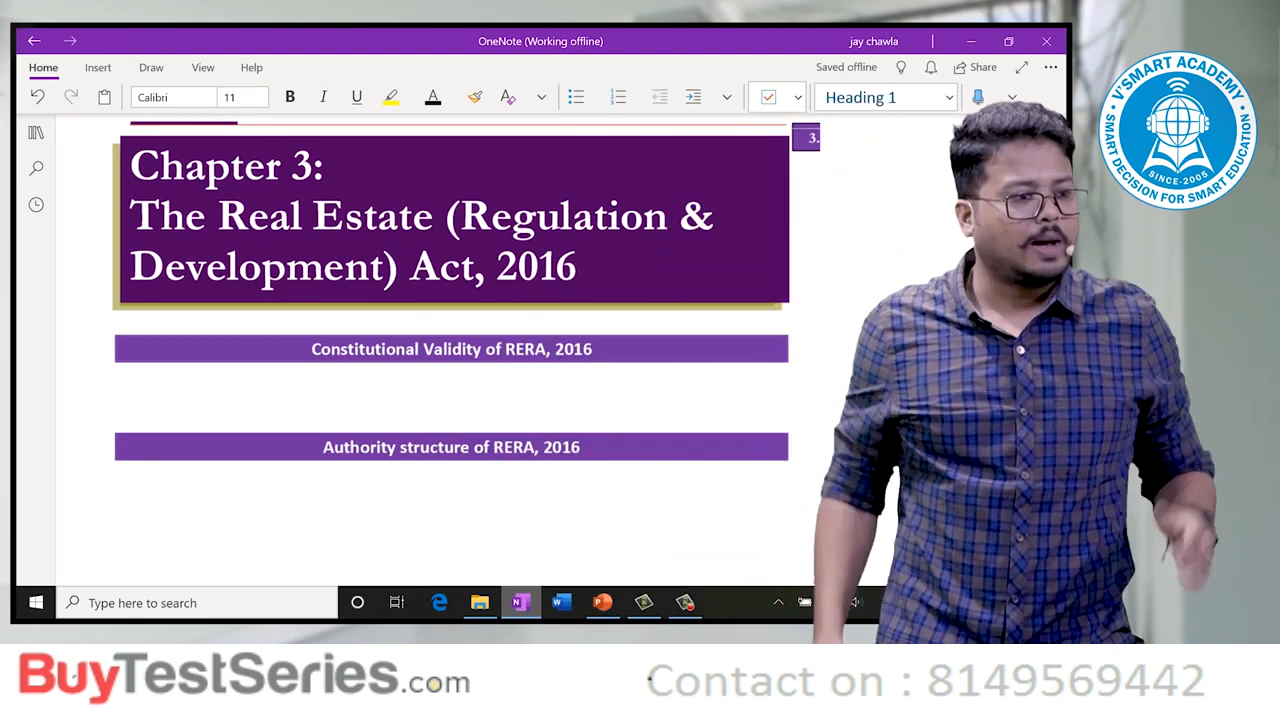 OneNote (Working offline)
jay chawla
Home Insert Draw View Help
Saved offline
Share
Calibri 11 B I U A
Heading 1
3.
Chapter 3:
The Real Estate (Regulation &
Development) Act, 2016
Constitutional Validity of RERA, 2016
Authority structure of RERA, 2016
Type here to search
V'SMART ACADEMY
SINCE-2005
SMART DECISION FOR SMART EDUCATION
BuyTestSeries.com
Contact on : 8149569442